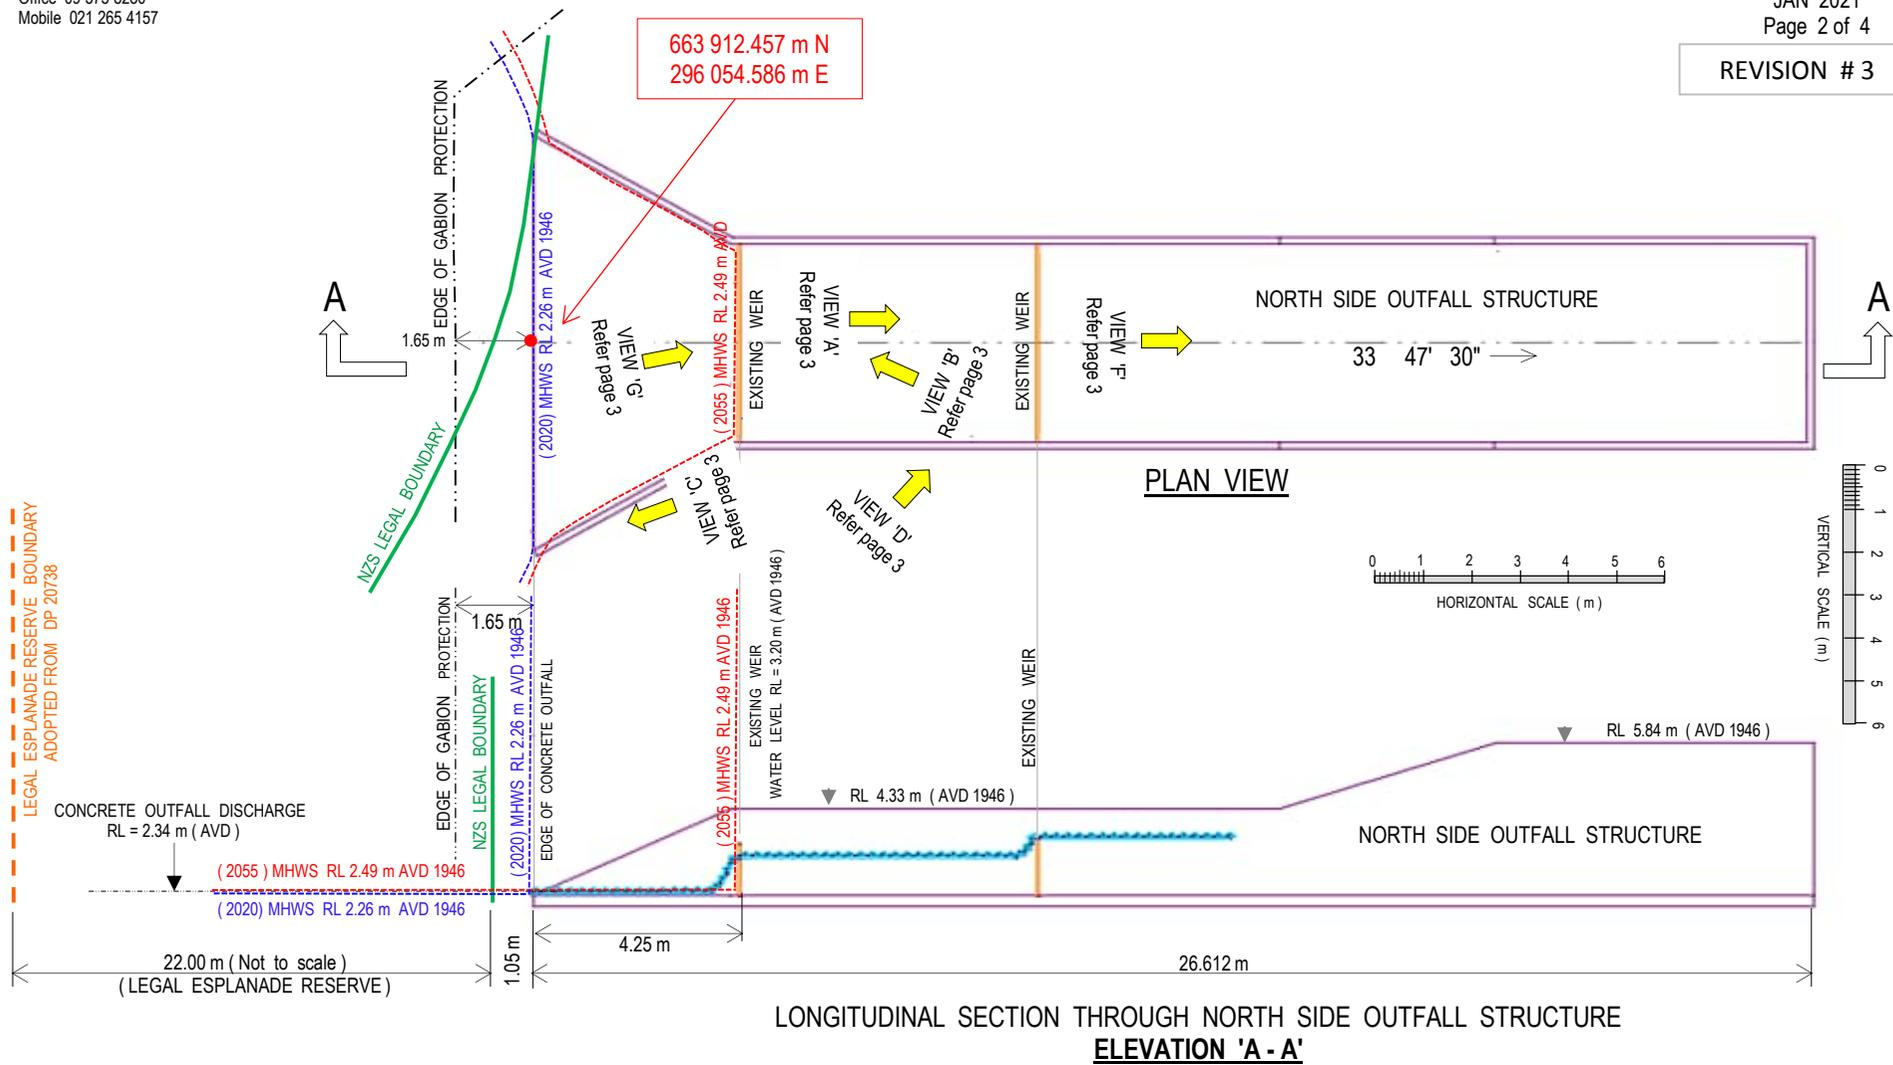 Mobile 021 265 4157
JAN 2021
Page 2 of 4
REVISION # 3
663 912.457 m N
296 054.586 m E
EDGE OF GABION PROTECTION
(2020) MHWS RL 2.26 m AVD 1946
( 2055 ) MHWS RL 2.49 m AVD
EXISTING WEIR
VIEW 'A'
Refer page 3
VIEW 'B'
Refer page 3
EXISTING WEIR
VIEW 'F'
Refer page 3
NORTH SIDE OUTFALL STRUCTURE
33 47' 30"
A
A
1.65 m
VIEW 'G'
Refer page 3
NZS LEGAL BOUNDARY
VIEW 'C'
Refer page 3
VIEW 'D'
Refer page 3
PLAN VIEW
0 1 2 3 4 5 6
HORIZONTAL SCALE ( m )
0
1
2
3
4
5
6
VERTICAL SCALE ( m )
LEGAL ESPLANADE RESERVE BOUNDARY
ADOPTED FROM DP 20738
EDGE OF GABION PROTECTION
1.65 m
NZS LEGAL BOUNDARY
(2020) MHWS RL 2.26 m AVD 1946
EDGE OF CONCRETE OUTFALL
(2055 ) MHWS RL 2.49 m AVD 1946
EXISTING WEIR
WATER LEVEL RL = 3.20 m ( AVD 1946 )
EXISTING WEIR
RL 5.84 m ( AVD 1946 )
RL 4.33 m ( AVD 1946 )
NORTH SIDE OUTFALL STRUCTURE
CONCRETE OUTFALL DISCHARGE
RL = 2.34 m ( AVD )
( 2055 ) MHWS RL 2.49 m AVD 1946
( 2020) MHWS RL 2.26 m AVD 1946
22.00 m ( Not to scale )
( LEGAL ESPLANADE RESERVE )
1.05 m
4.25 m
26.612 m
LONGITUDINAL SECTION THROUGH NORTH SIDE OUTFALL STRUCTURE
ELEVATION 'A - A'